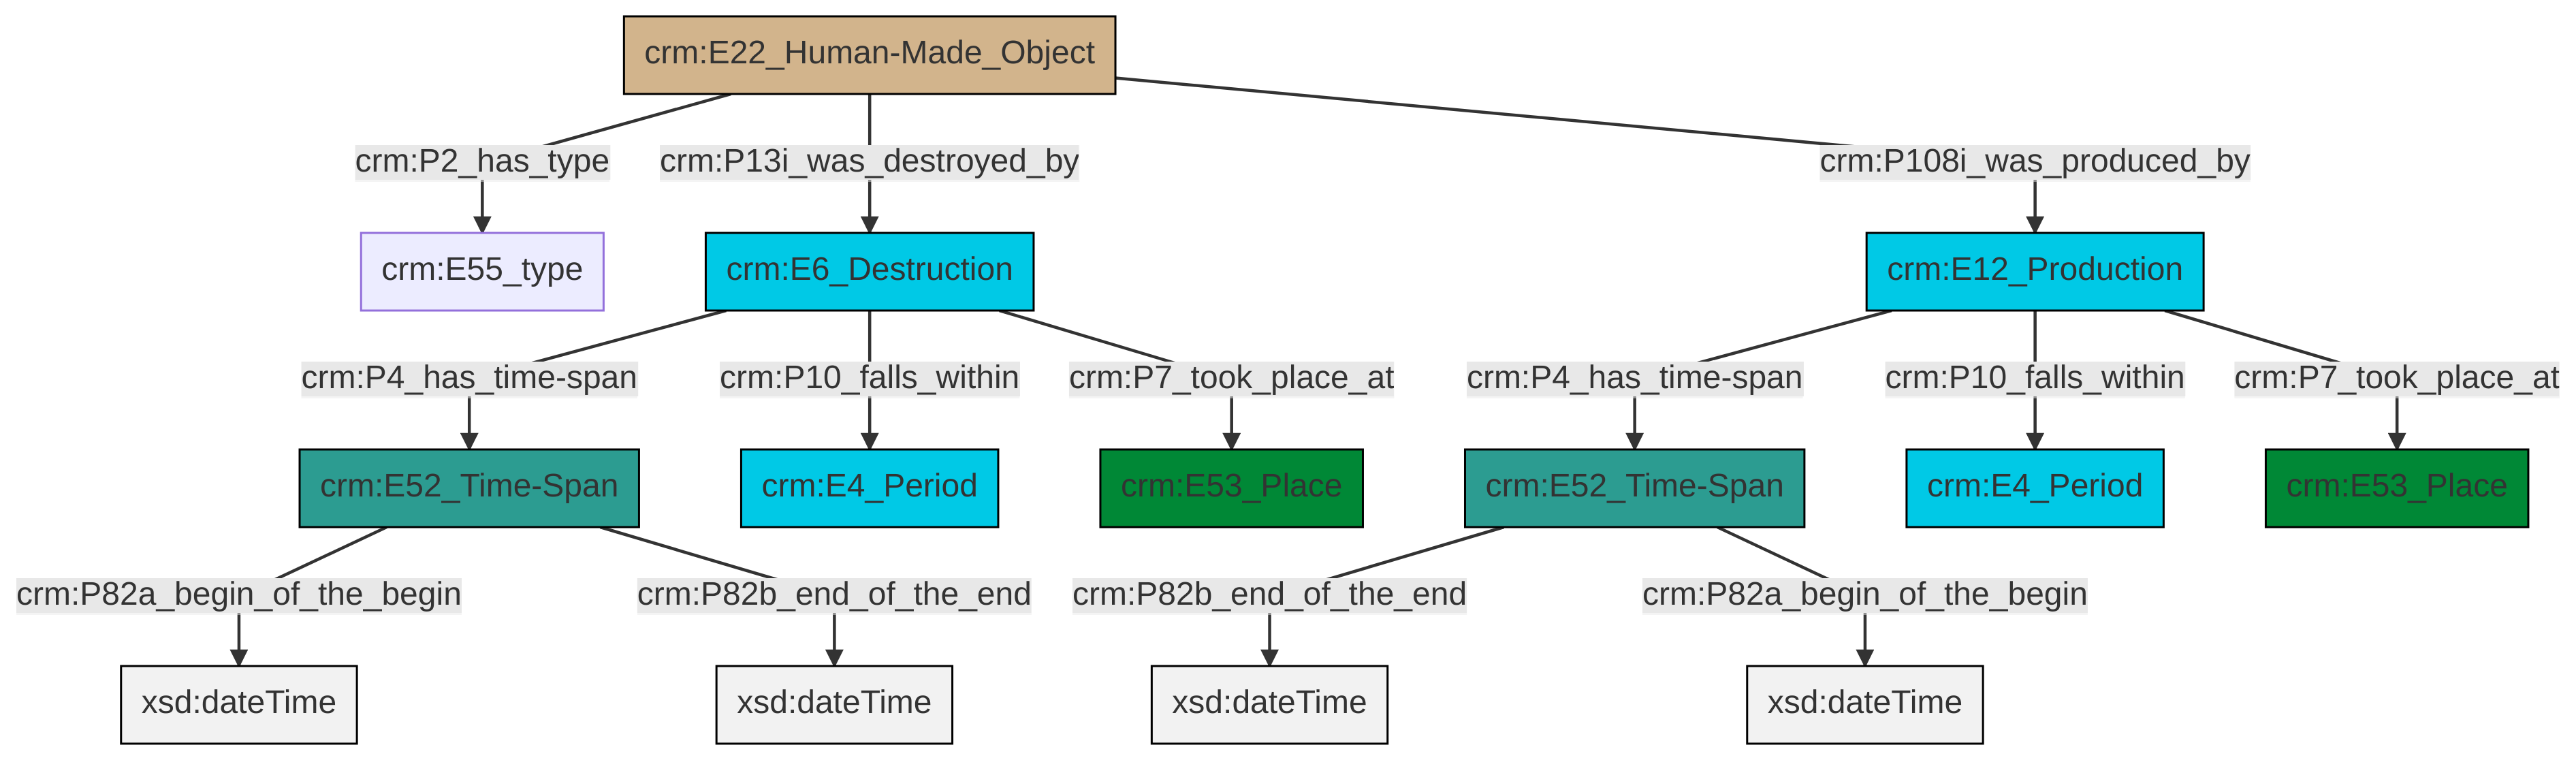 crm:E22_Human-Made_Object
crm:P2_has_type
crm:P13i_was_destroyed_by
crm:P108i_was_produced_by
crm:E55_type
crm:E6_Destruction
crm:E12_Production
crm:P4_has_time-span
crm:P10_falls_within
crm:P7_took_place_at
crm:P4_has_time-span
crm:P10_falls_within
crm:P7_took_place_at
crm:E52_Time-Span
crm:E4_Period
crm:E53_Place
crm:E52_Time-Span
crm:E4_Period
crm:E53_Place
crm:P82a_begin_of_the_begin
crm:P82b_end_of_the_end
crm:P82b_end_of_the_end
crm:P82a_begin_of_the_begin
xsd:dateTime
xsd:dateTime
xsd:dateTime
xsd:dateTime